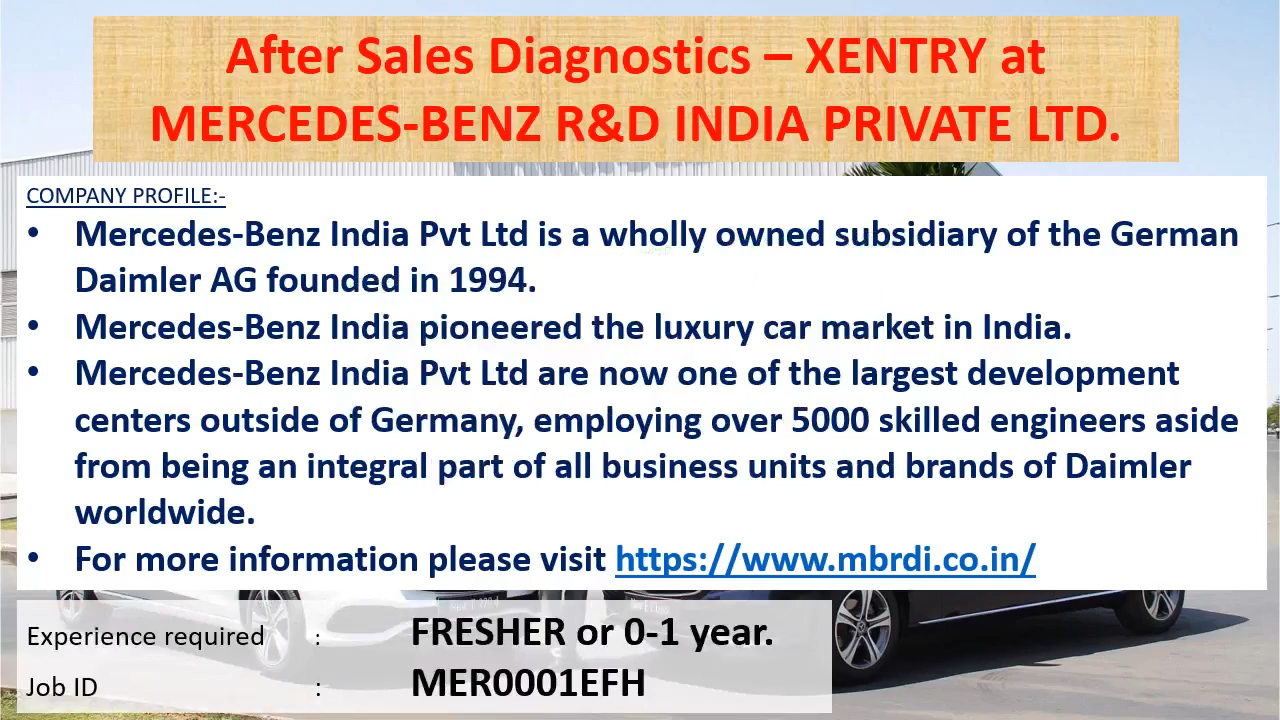 After Sales Diagnostics – XENTRY at
MERCEDES-BENZ R&D INDIA PRIVATE LTD.
COMPANY PROFILE:-
• Mercedes-Benz India Pvt Ltd is a wholly owned subsidiary of the German
Daimler AG founded in 1994.
• Mercedes-Benz India pioneered the luxury car market in India.
• Mercedes-Benz India Pvt Ltd are now one of the largest development
centers outside of Germany, employing over 5000 skilled engineers aside
from being an integral part of all business units and brands of Daimler
worldwide.
• For more information please visit https://www.mbrdi.co.in/
Experience required : FRESHER or 0-1 year.
Job ID : MER0001EFH